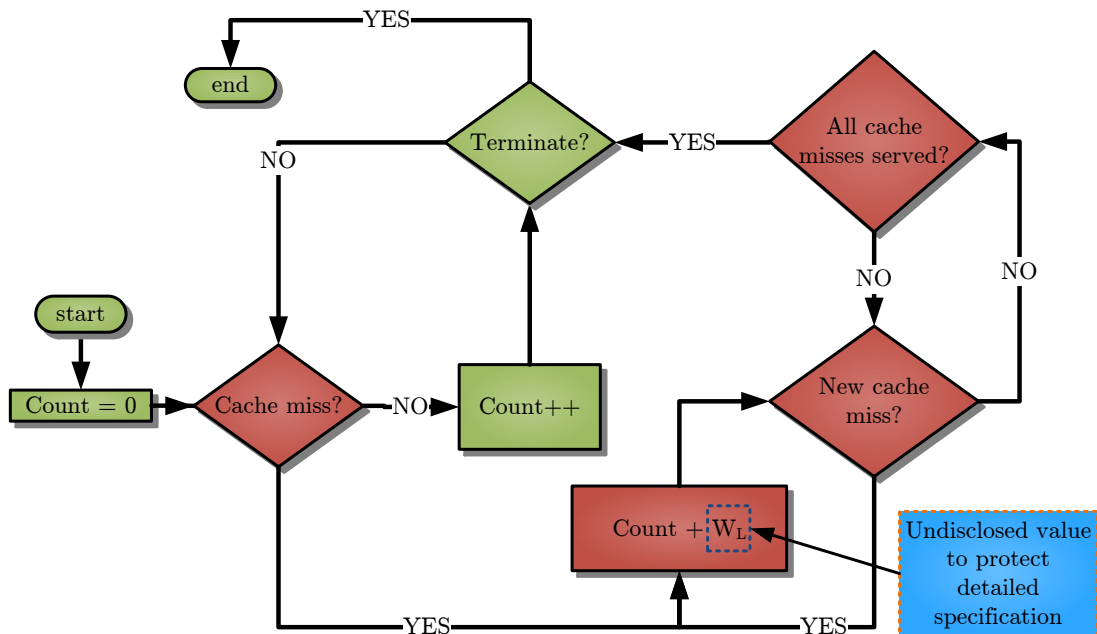 YES
end
Terminate?
All cache
misses served?
YES
NO
NO
NO
start
Count = 0
Cache miss?
NO
Count++
New cache
miss?
Count + W_L
Undisclosed value
to protect
detailed
specification
YES
YES